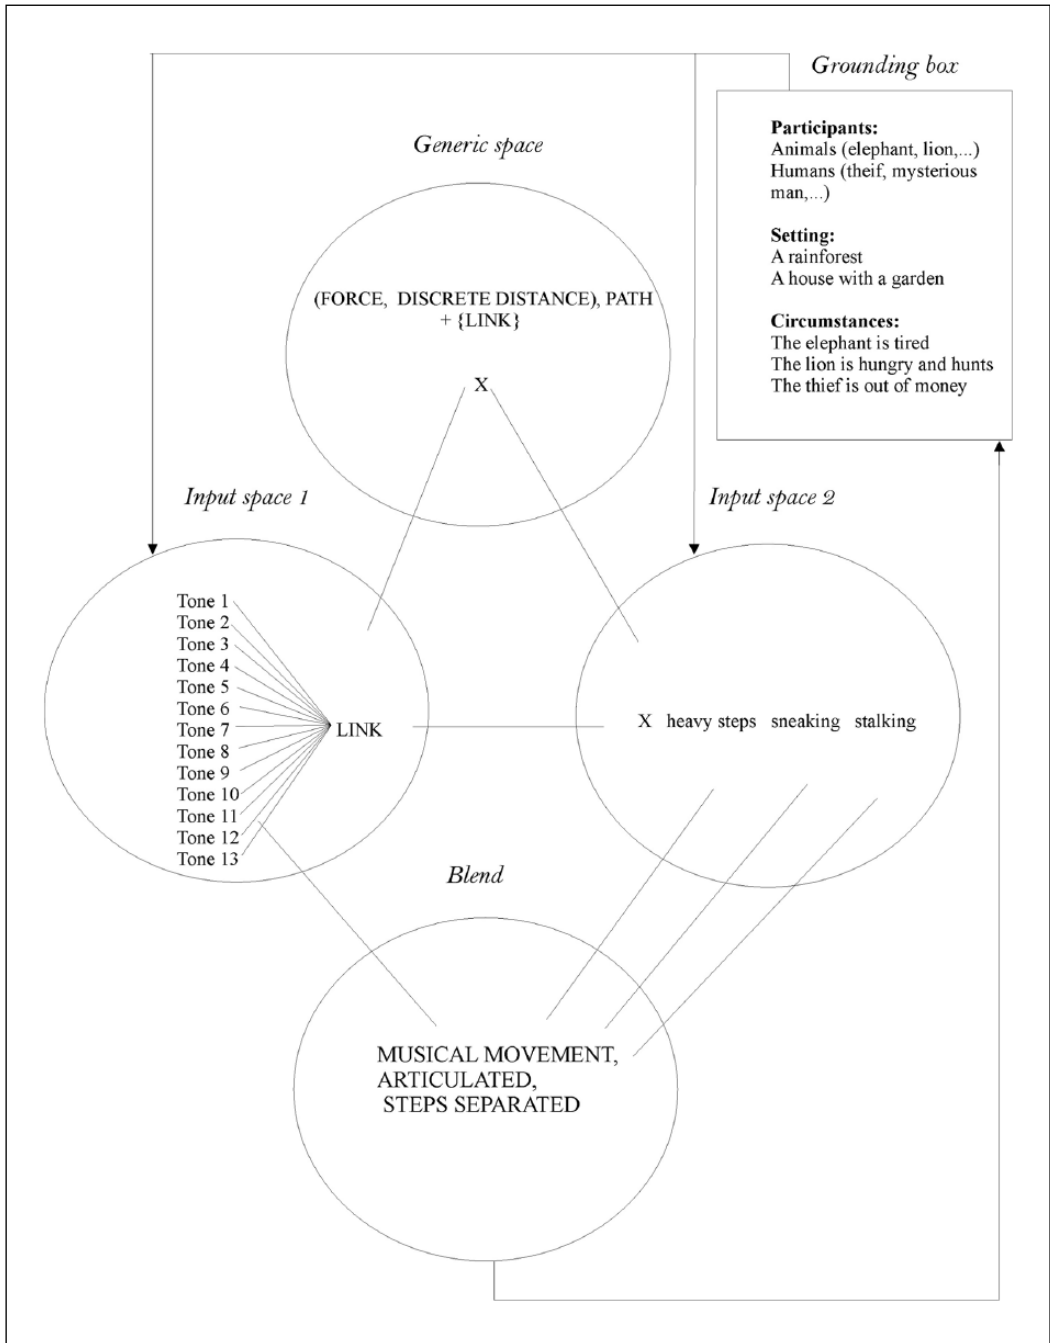 Grounding box
Participants:
Animals (elephant, lion,...)
Humans (theif, mysterious
man,...)
Setting:
A rainforest
A house with a garden
Circumstances:
The elephant is tired
The lion is hungry and hunts
The thief is out of money
Generic space
(FORCE, DISCRETE DISTANCE), PATH
+ {LINK}
X
Input space 1
Tone 1
Tone 2
Tone 3
Tone 4
Tone 5
Tone 6
Tone 7
Tone 8
Tone 9
Tone 10
Tone 11
Tone 12
Tone 13
LINK
Input space 2
X heavy steps sneaking stalking
Blend
MUSICAL MOVEMENT,
ARTICULATED,
STEPS SEPARATED